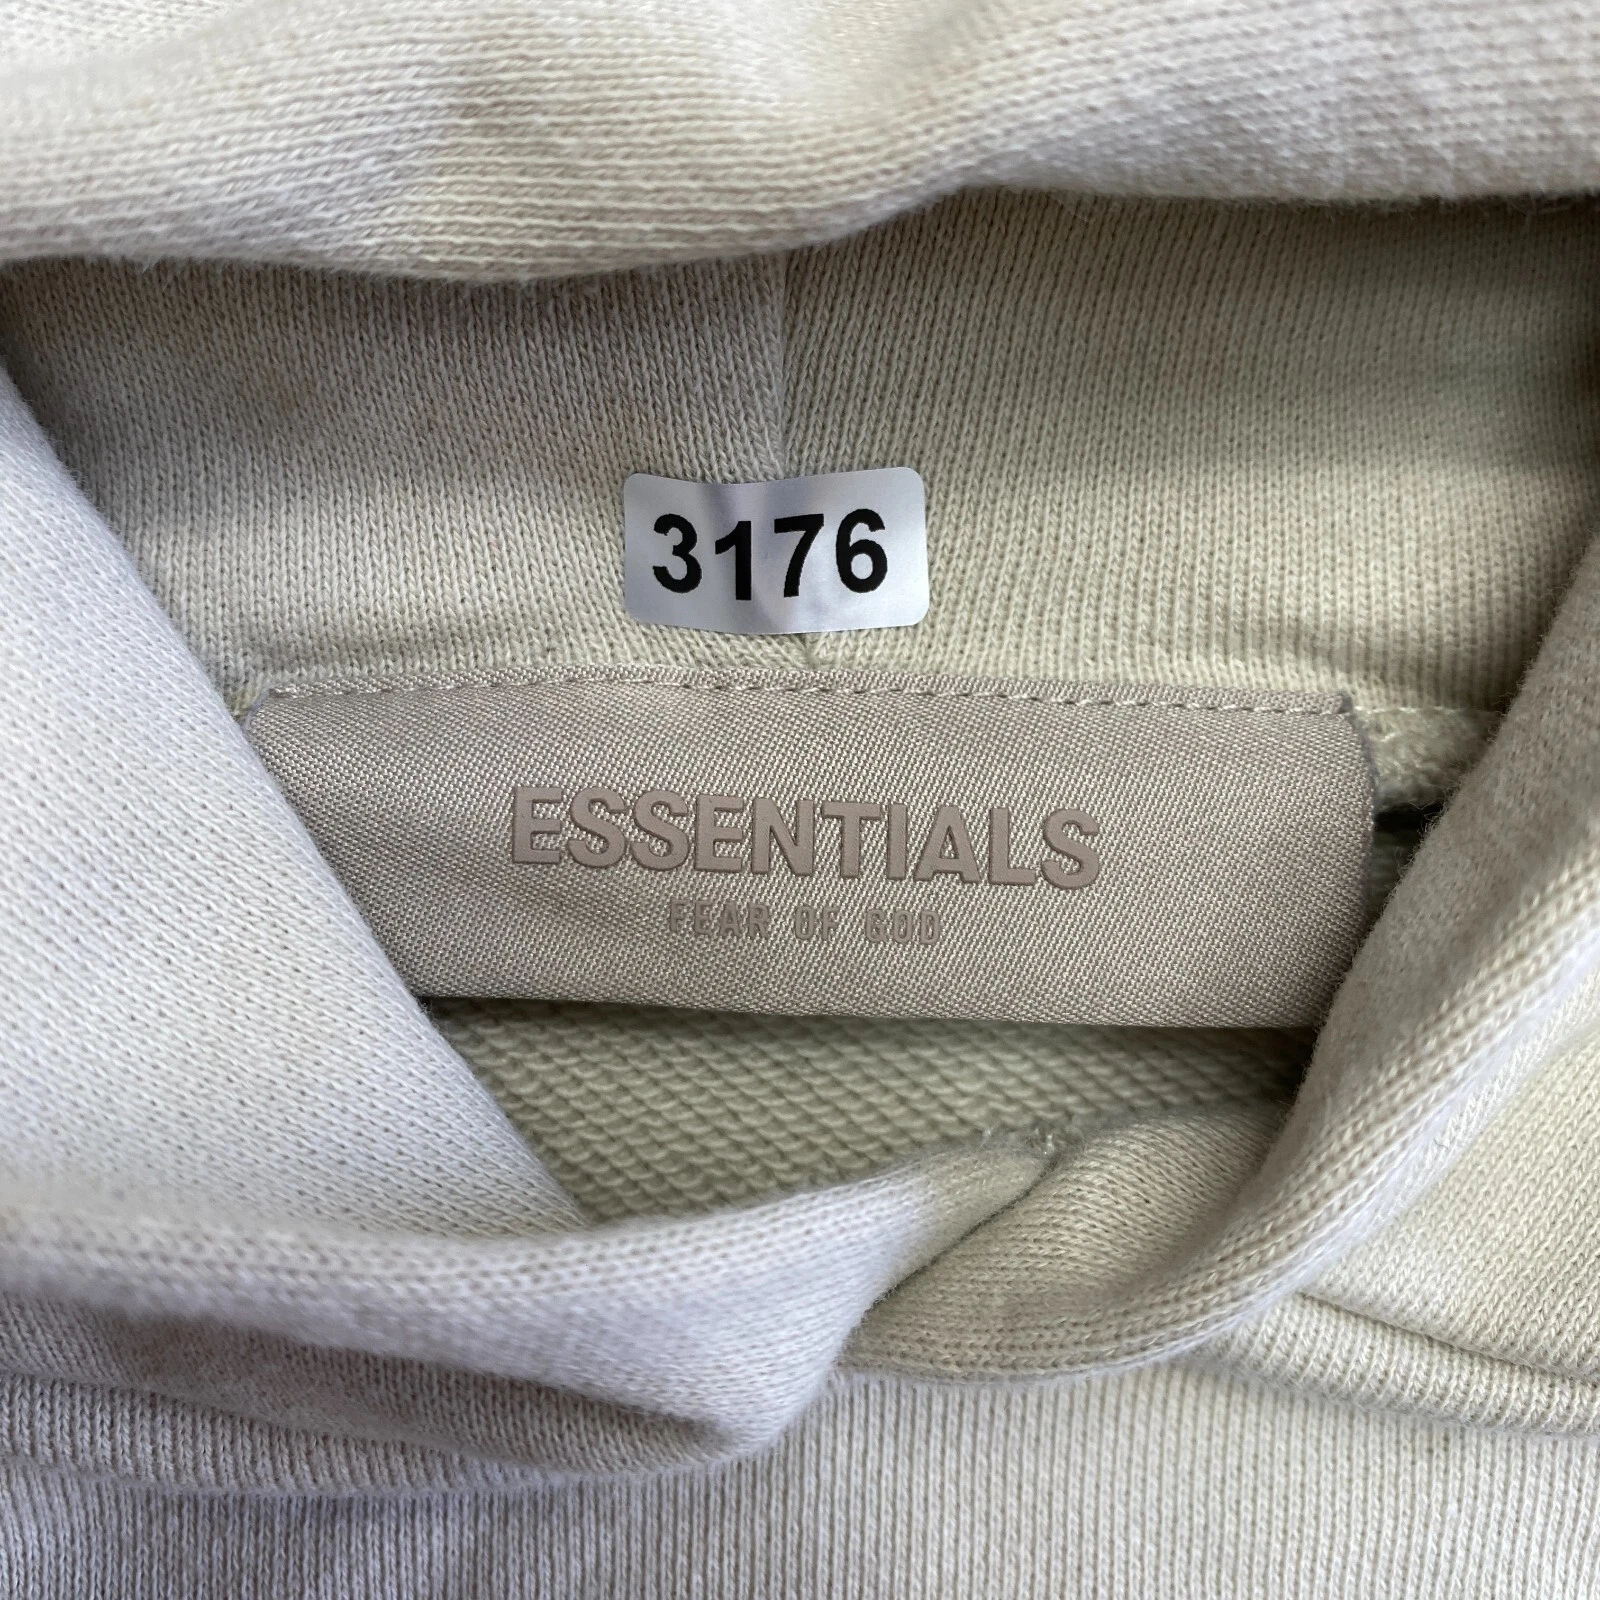 3176
ESSENTIALS
FEAR OF GOD